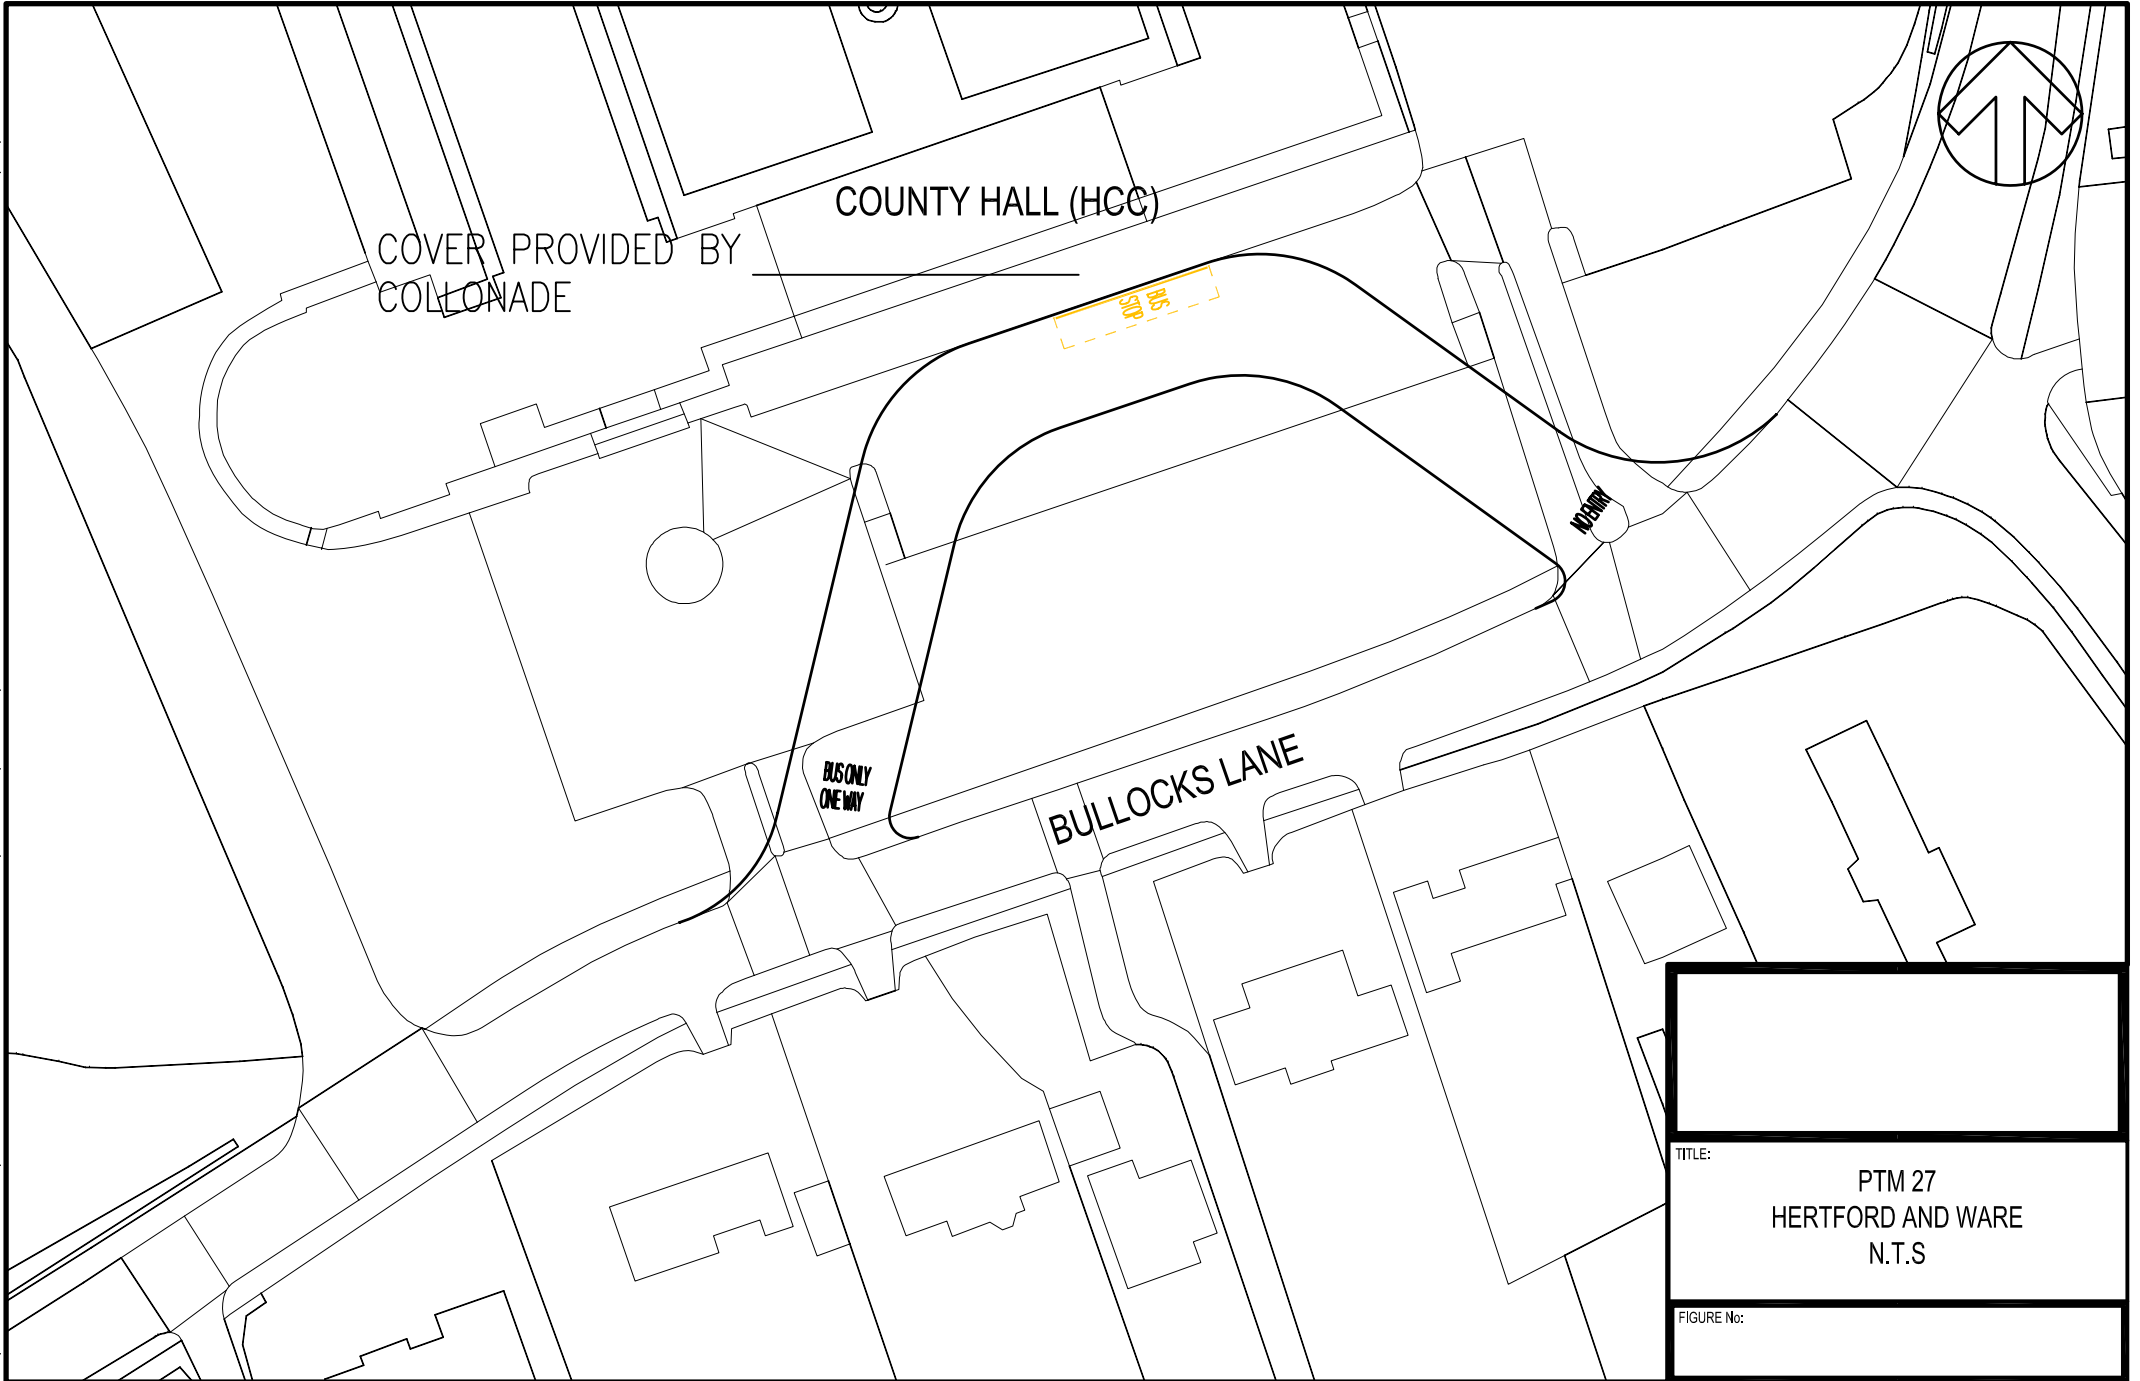 COUNTY HALL (HCC)
COVER PROVIDED BY
COLLONADE
BUS
STOP
NO ENTRY
BUS ONLY
ONE WAY
BULLOCKS LANE
TITLE:
PTM 27
HERTFORD AND WARE
N.T.S
FIGURE No: